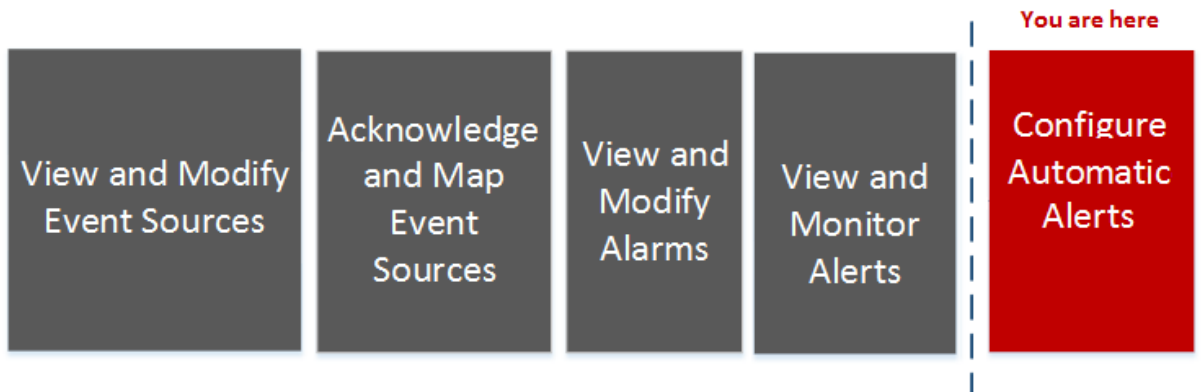 You are here
View and Modify
Event Sources
Acknowledge
and Map
Event
Sources
View and
Modify
Alarms
View and
Monitor
Alerts
Configure
Automatic
Alerts